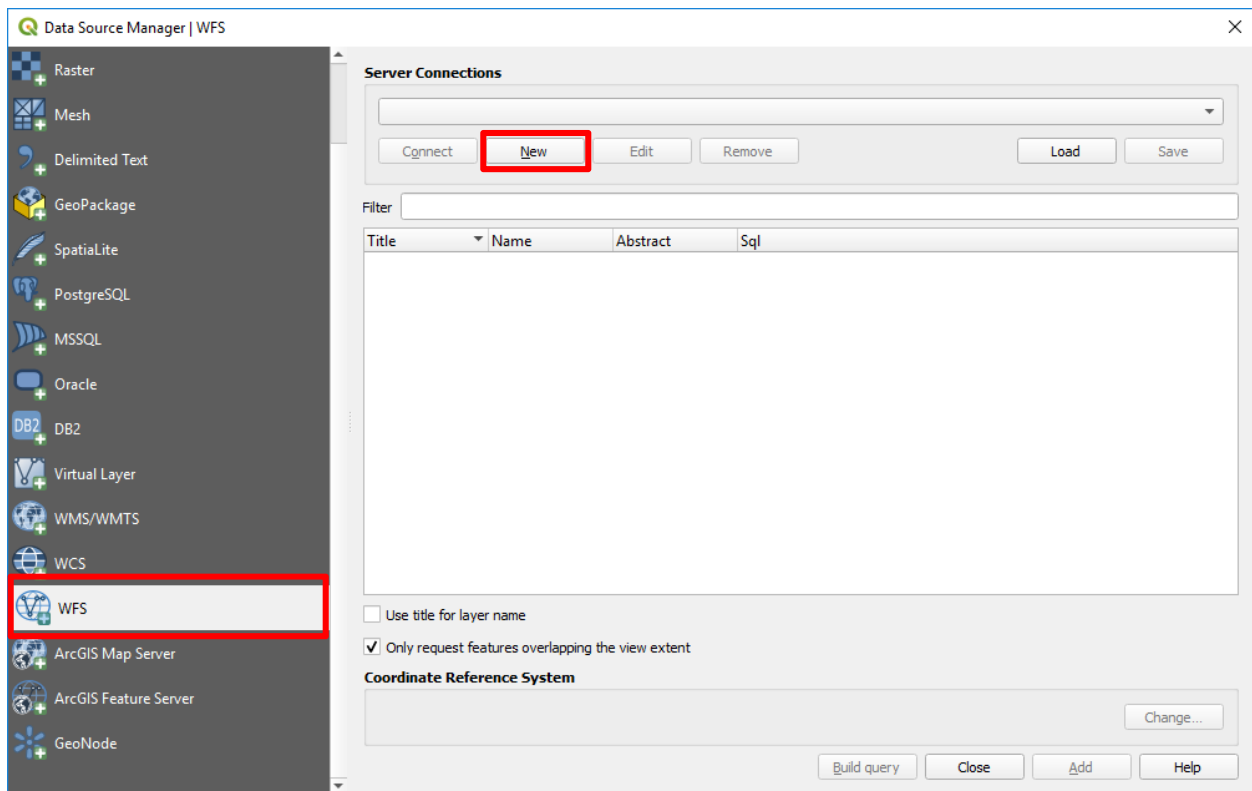 Data Source Manager | WFS
Raster
Mesh
Delimited Text
GeoPackage
SpatiaLite
PostgreSQL
MSSQL
Oracle
DB2 DB2
Virtual Layer
WMS/WMTS
WCS
WFS
ArcGIS Map Server
ArcGIS Feature Server
GeoNode
Server Connections
Connect New Edit Remove Load Save
Filter
Title Name Abstract Sql
Use title for layer name
Only request features overlapping the view extent
Coordinate Reference System
Change...
Build query Close Add Help